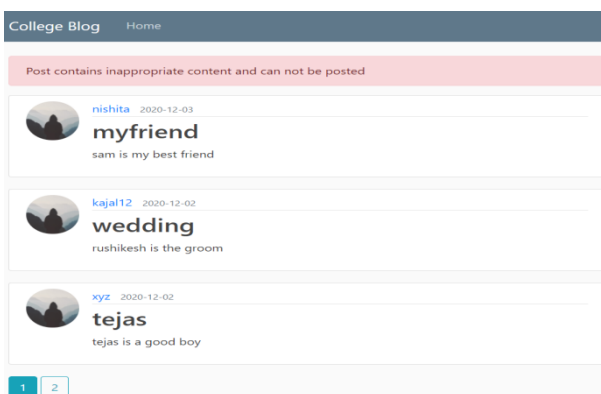 College Blog Home
Post contains inappropriate content and can not be posted
nishita 2020-12-03
myfriend
sam is my best friend
kajal12 2020-12-02
wedding
rushikesh is the groom
xyz 2020-12-02
tejas
tejas is a good boy
1 2